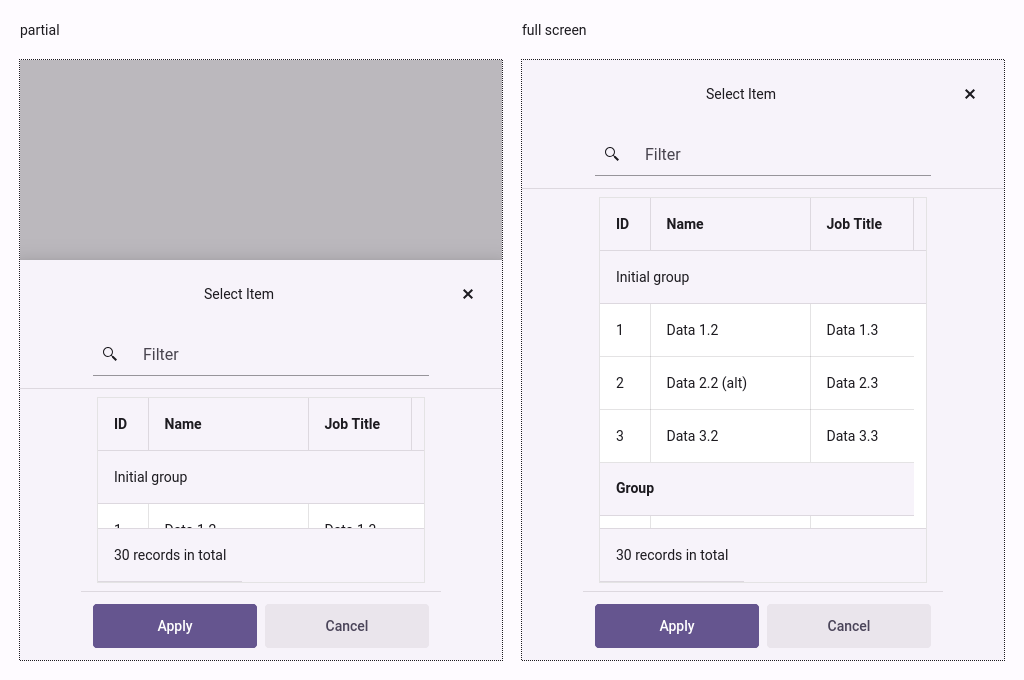 partial
Select Item ×
Filter
ID Name Job Title
Initial group
1 Data 1.2 Data 1.3
30 records in total
Apply Cancel
full screen
Select Item ×
Filter
ID Name Job Title
Initial group
1 Data 1.2 Data 1.3
2 Data 2.2 (alt) Data 2.3
3 Data 3.2 Data 3.3
Group
30 records in total
Apply Cancel